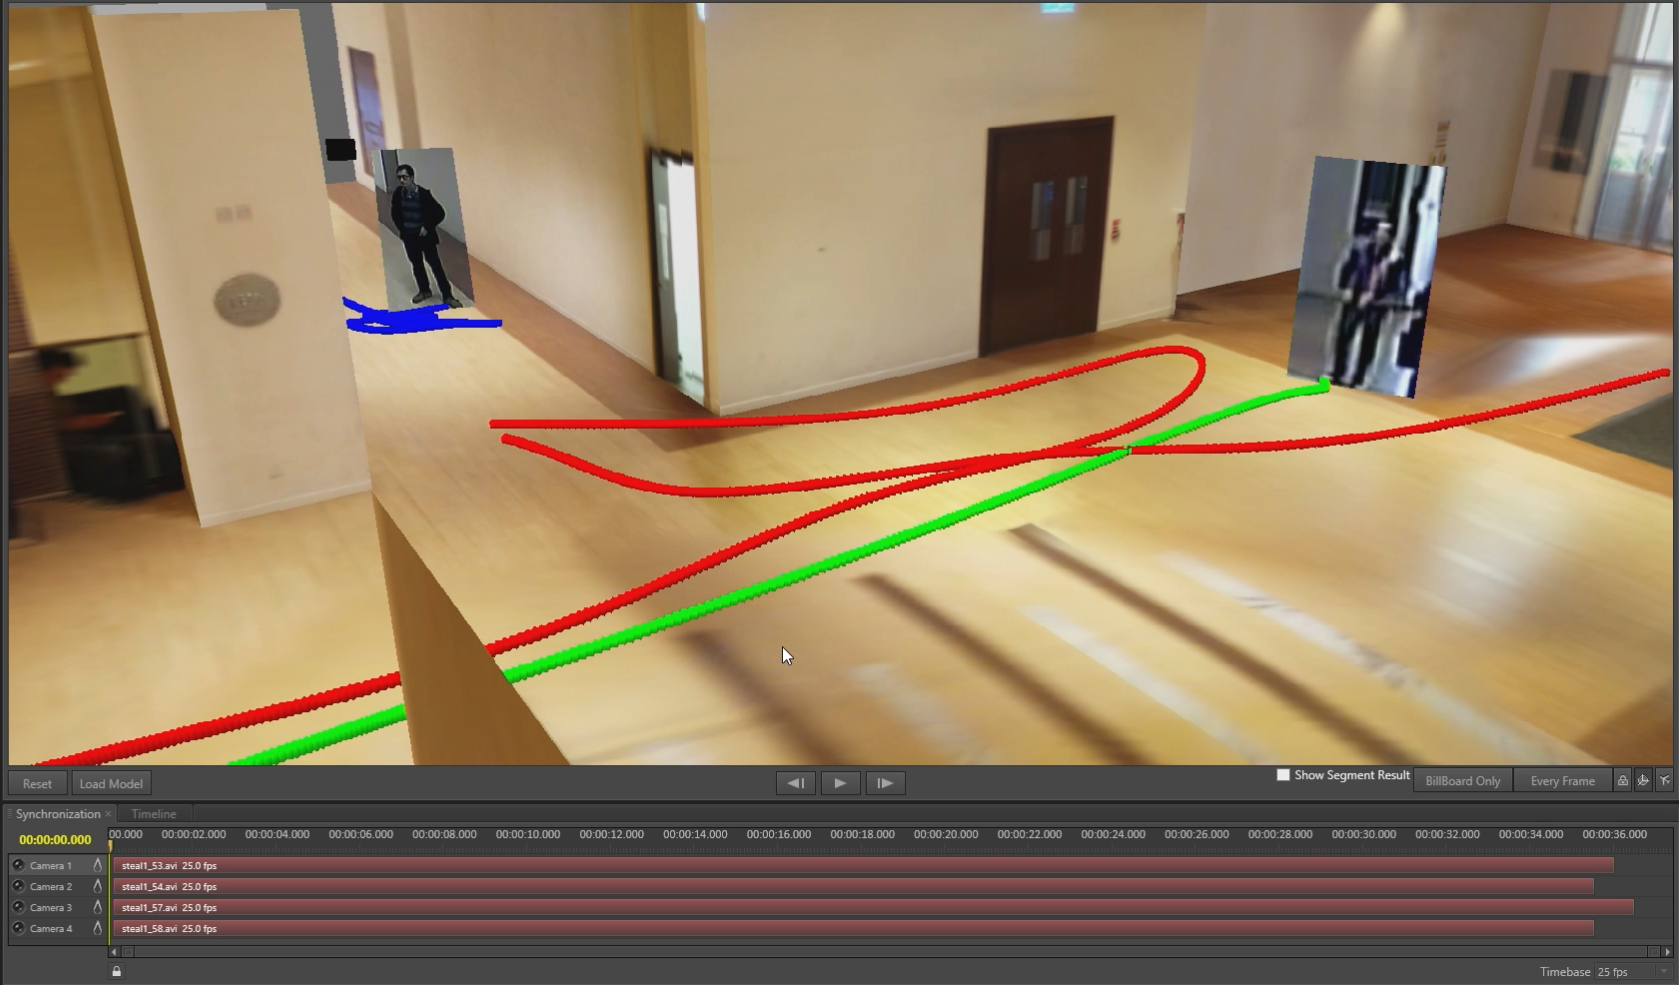 Reset
Load Model
Show Segment Result
BillBoard Only
Every Frame
Synchronization ×
Timeline
00:00:00.000
00.000 00:00:02.000 00:00:04.000 00:00:06.000 00:00:08.000 00:00:10.000 00:00:12.000 00:00:14.000 00:00:16.000 00:00:18.000 00:00:20.000 00:00:22.000 00:00:24.000 00:00:26.000 00:00:28.000 00:00:30.000 00:00:32.000 00:00:34.000 00:00:36.000
Camera 1 steal1_53.avi 25.0 fps
Camera 2 steal1_54.avi 25.0 fps
Camera 3 steal1_57.avi 25.0 fps
Camera 4 steal1_58.avi 25.0 fps
Timebase 25 fps